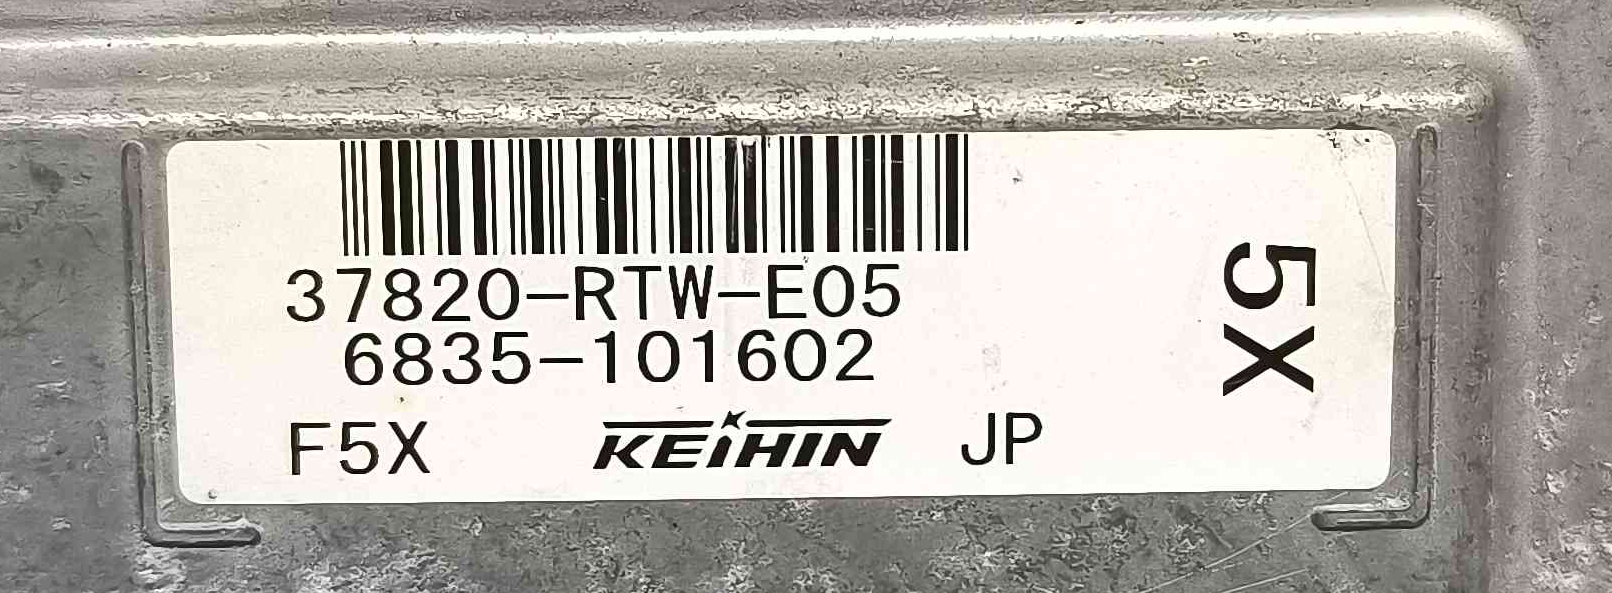 37820-RTW-E05
6835-101602
F5X KEIHIN JP
5X